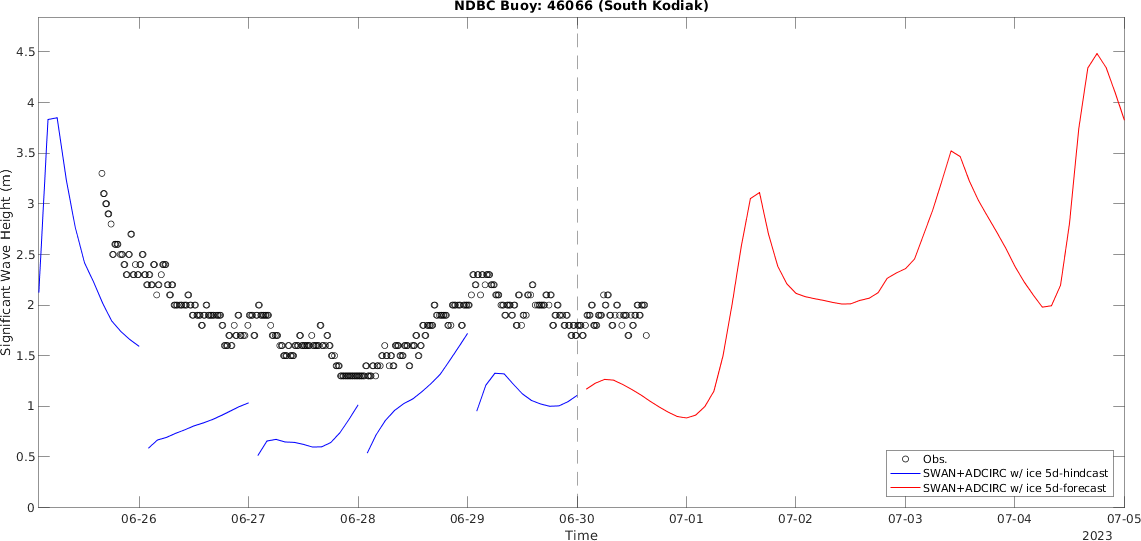 NDBC Buoy: 46066 (South Kodiak)
Significant Wave Height (m)
4.5
4
3.5
3
2.5
2
1.5
1
0.5
0
Obs.
SWAN+ADCIRC w/ ice 5d-hindcast
SWAN+ADCIRC w/ ice 5d-forecast
06-26 06-27 06-28 06-29 06-30 07-01 07-02 07-03 07-04 07-05
Time
2023